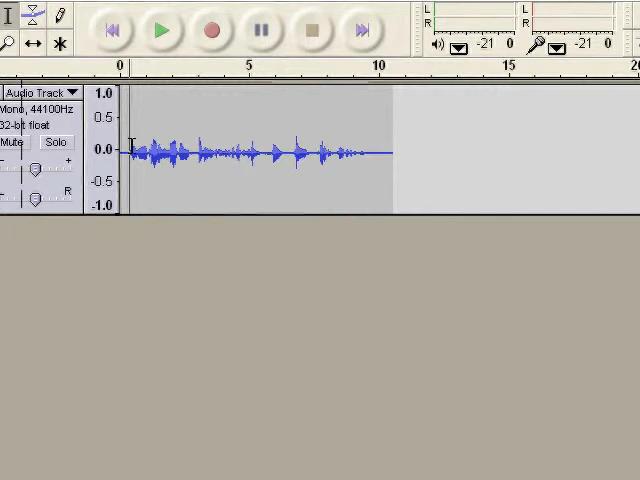 L
R
-21 0
L
R
-21 0
0 5 10 15 20
Audio Track
Mono, 44100Hz
32-bit float
Mute Solo
- +
R
1.0
0.5
0.0
-0.5
-1.0